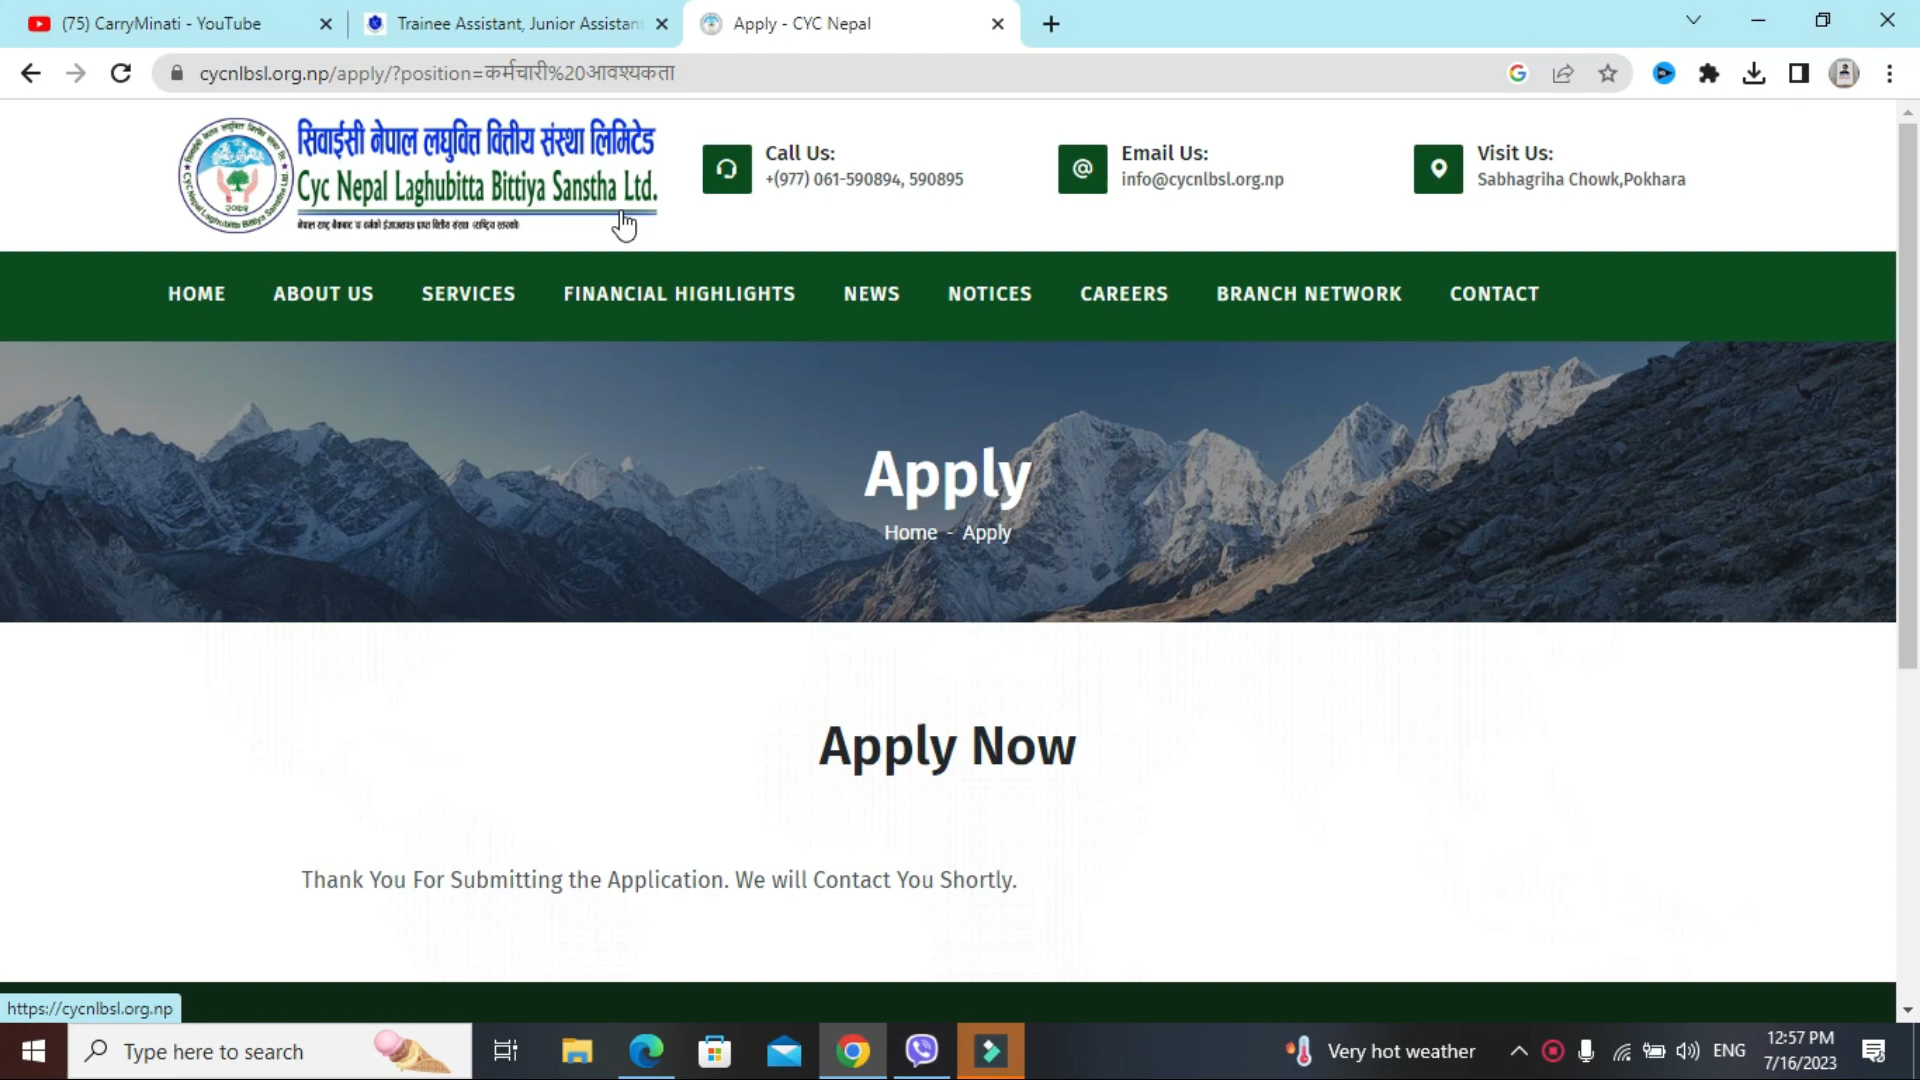 (75) CarryMinati - YouTube
Trainee Assistant, Junior Assistant
Apply - CYC Nepal
cycnlbsl.org.np/apply/?position=कर्मचारी%20आवश्यकता
सिवाईसी नेपाल लघुवित्त वित्तीय संस्था लिमिटेड
Cyc Nepal Laghubitta Bittiya Sanstha Ltd.
Call Us:
+(977) 061-590894, 590895
Email Us:
info@cycnlbsl.org.np
Visit Us:
Sabhagriha Chowk,Pokhara
HOME ABOUT US SERVICES FINANCIAL HIGHLIGHTS NEWS NOTICES CAREERS BRANCH NETWORK CONTACT
Apply
Home - Apply
Apply Now
Thank You For Submitting the Application. We will Contact You Shortly.
https://cycnlbsl.org.np
Type here to search
Very hot weather
ENG
12:57 PM
7/16/2023